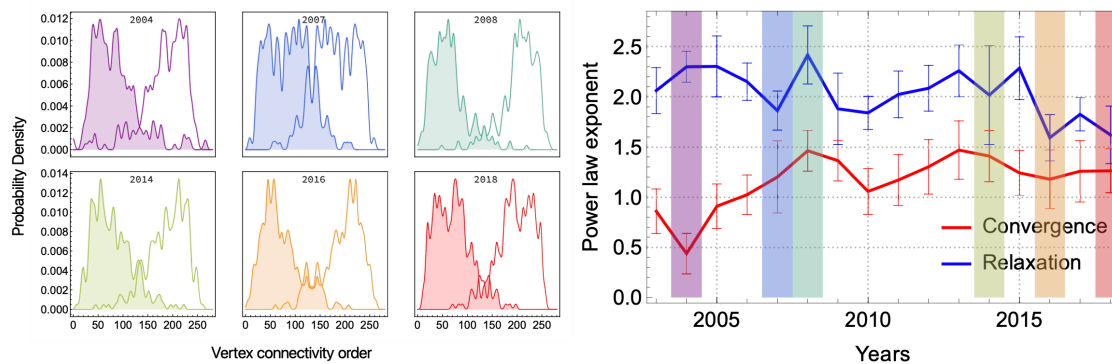 2004
2007
2008
0.012
0.010
0.008
0.006
0.004
0.002
0.000
Probability Density
2014
2016
2018
0.014
0.012
0.010
0.008
0.006
0.004
0.002
0.000
0 50 100 150 200 250
0 50 100 150 200 250
0 50 100 150 200 250
Vertex connectivity order
Power law exponent
2.5
2.0
1.5
1.0
0.5
0.0
Convergence
Relaxation
2005 2010 2015
Years